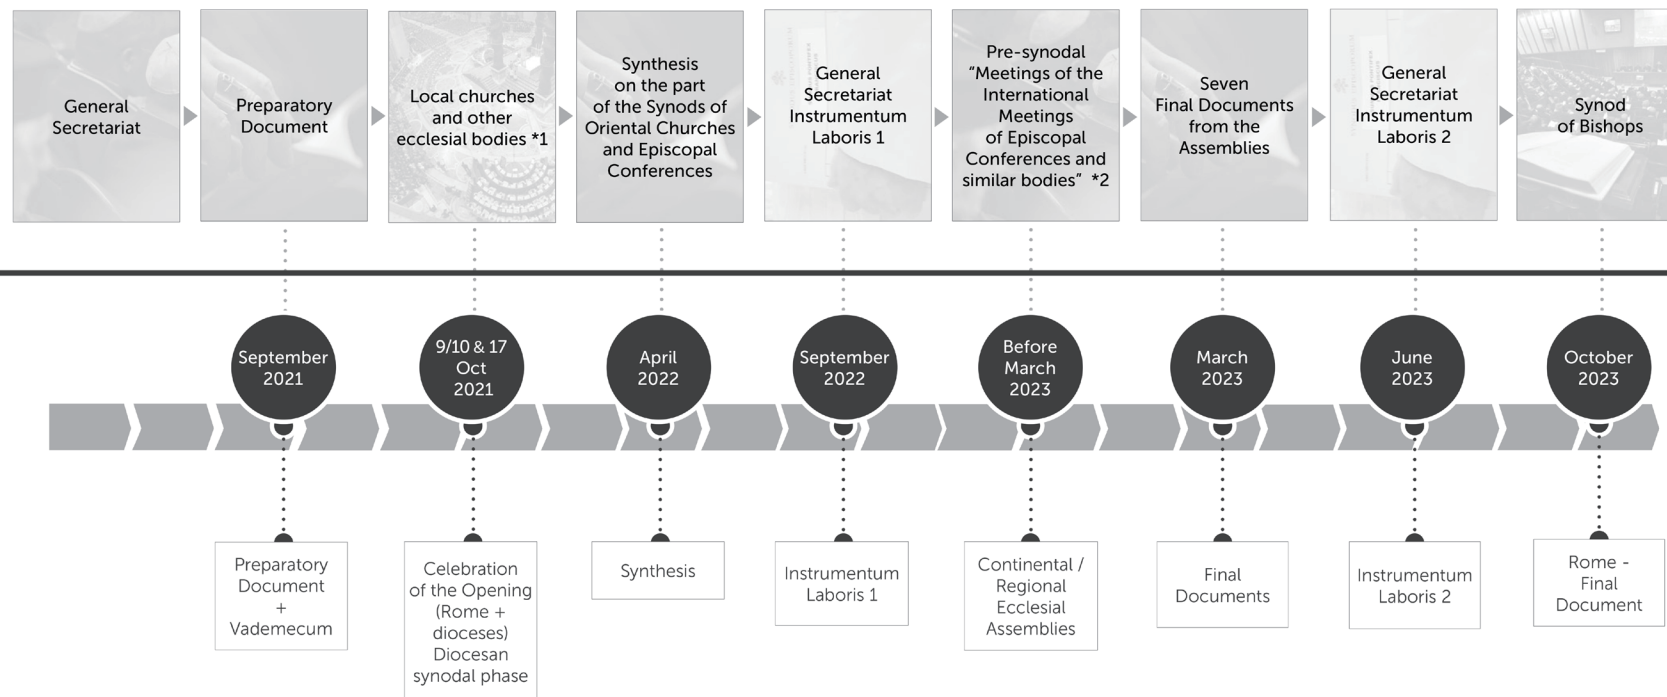 General
Secretariat
Preparatory
Document
Local churches
and other
ecclesial bodies *1
Synthesis
on the part
of the Synods of
Oriental Churches
and Episcopal
Conferences
General
Secretariat
Instrumentum
Laboris 1
Pre-synodal
“Meetings of the
International
Meetings
of Episcopal
Conferences and
similar bodies” *2
Seven
Final Documents
from the
Assemblies
General
Secretariat
Instrumentum
Laboris 2
Synod
of Bishops
September
2021
9/10 & 17
Oct
2021
April
2022
September
2022
Before
March
2023
March
2023
June
2023
October
2023
Preparatory
Document
+
Vademecum
Celebration
of the Opening
(Rome +
dioceses)
Diocesan
synodal phase
Synthesis
Instrumentum
Laboris 1
Continental /
Regional
Ecclesial
Assemblies
Final
Documents
Instrumentum
Laboris 2
Rome -
Final
Document